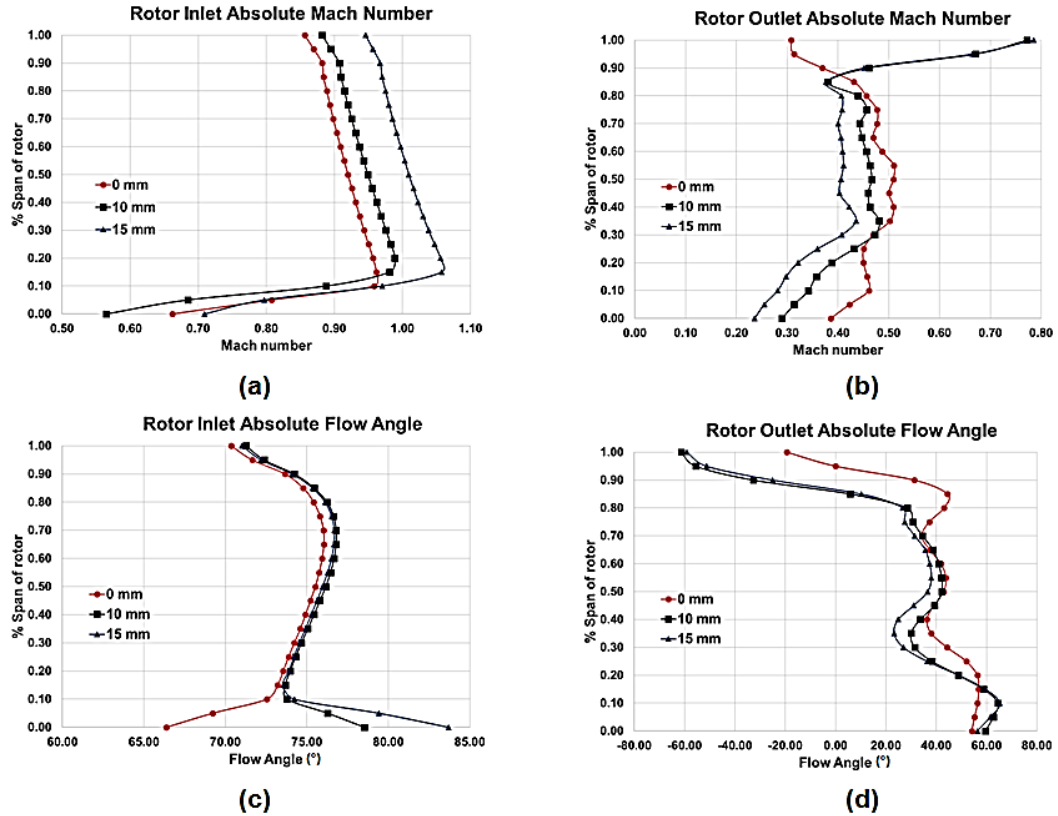 Rotor Inlet Absolute Mach Number
1.00
0.90
0.80
0.70
0.60
0.50
0.40
0.30
0.20
0.10
0.00
% Span of rotor
0 mm
10 mm
15 mm
0.50 0.60 0.70 0.80 0.90 1.00 1.10
Mach number
(a)
Rotor Outlet Absolute Mach Number
1.00
0.90
0.80
0.70
0.60
0.50
0.40
0.30
0.20
0.10
0.00
% Span of rotor
0 mm
10 mm
15 mm
0.00 0.10 0.20 0.30 0.40 0.50 0.60 0.70 0.80
Mach number
(b)
Rotor Inlet Absolute Flow Angle
1.00
0.90
0.80
0.70
0.60
0.50
0.40
0.30
0.20
0.10
0.00
% Span of rotor
0 mm
10 mm
15 mm
60.00 65.00 70.00 75.00 80.00 85.00
Flow Angle (°)
(c)
Rotor Outlet Absolute Flow Angle
1.00
0.90
0.80
0.70
0.60
0.50
0.40
0.30
0.20
0.10
0.00
% Span of rotor
0 mm
10 mm
15 mm
-80.00 -60.00 -40.00 -20.00 0.00 20.00 40.00 60.00 80.00
Flow Angle (°)
(d)